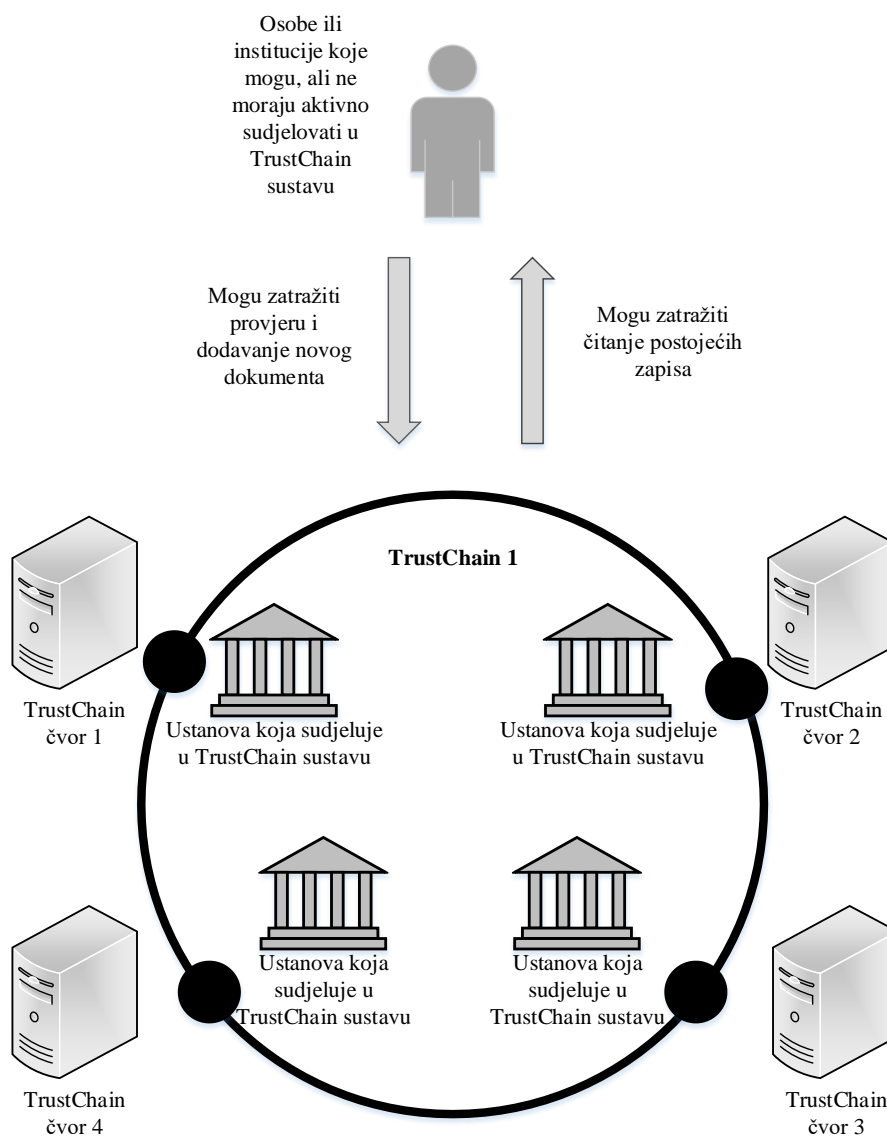 Osobe ili
institucije koje
mogu, ali ne
moraju aktivno
sudjelovati u
TrustChain
sustavu
Mogu zatražiti
provjeru i
dodavanje novog
dokumenta
Mogu zatražiti
čitanje postojećih
zapisa
TrustChain 1
TrustChain
čvor 1
Ustanova koja sudjeluje
u TrustChain sustavu
Ustanova koja sudjeluje
u TrustChain sustavu
TrustChain
čvor 2
Ustanova koja
sudjeluje u
TrustChain sustavu
Ustanova koja
sudjeluje u
TrustChain sustavu
TrustChain
čvor 4
TrustChain
čvor 3